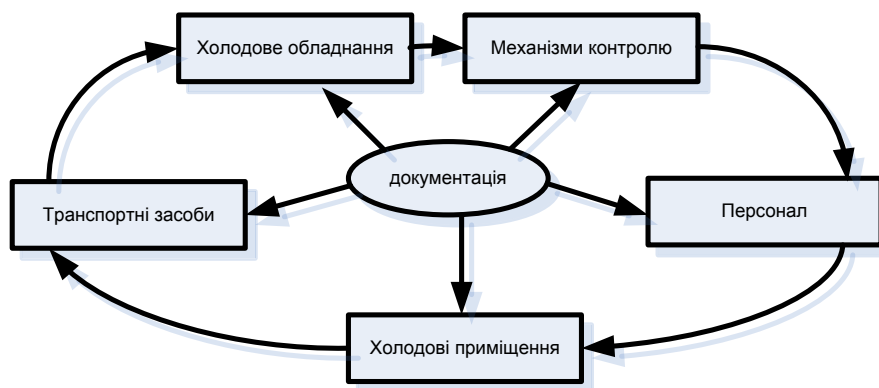 Холодове обладнання
Механізми контролю
документація
Транспортні засоби
Персонал
Холодові приміщення